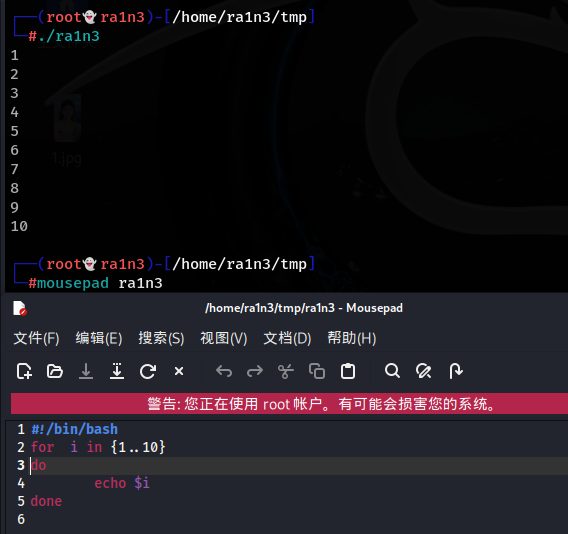 ┌──(root👻ra1n3)-[/home/ra1n3/tmp]
└─#./ra1n3
1
2
3
4
5
6
7
8
9
10
┌──(root👻ra1n3)-[/home/ra1n3/tmp]
└─#mousepad ra1n3
1.jpg
/home/ra1n3/tmp/ra1n3 - Mousepad
文件(F) 编辑(E) 搜索(S) 视图(V) 文档(D) 帮助(H)
警告: 您正在使用 root 帐户。有可能会损害您的系统。
1 #!/bin/bash
2 for  i in {1..10}
3 do
4         echo $i
5 done
6